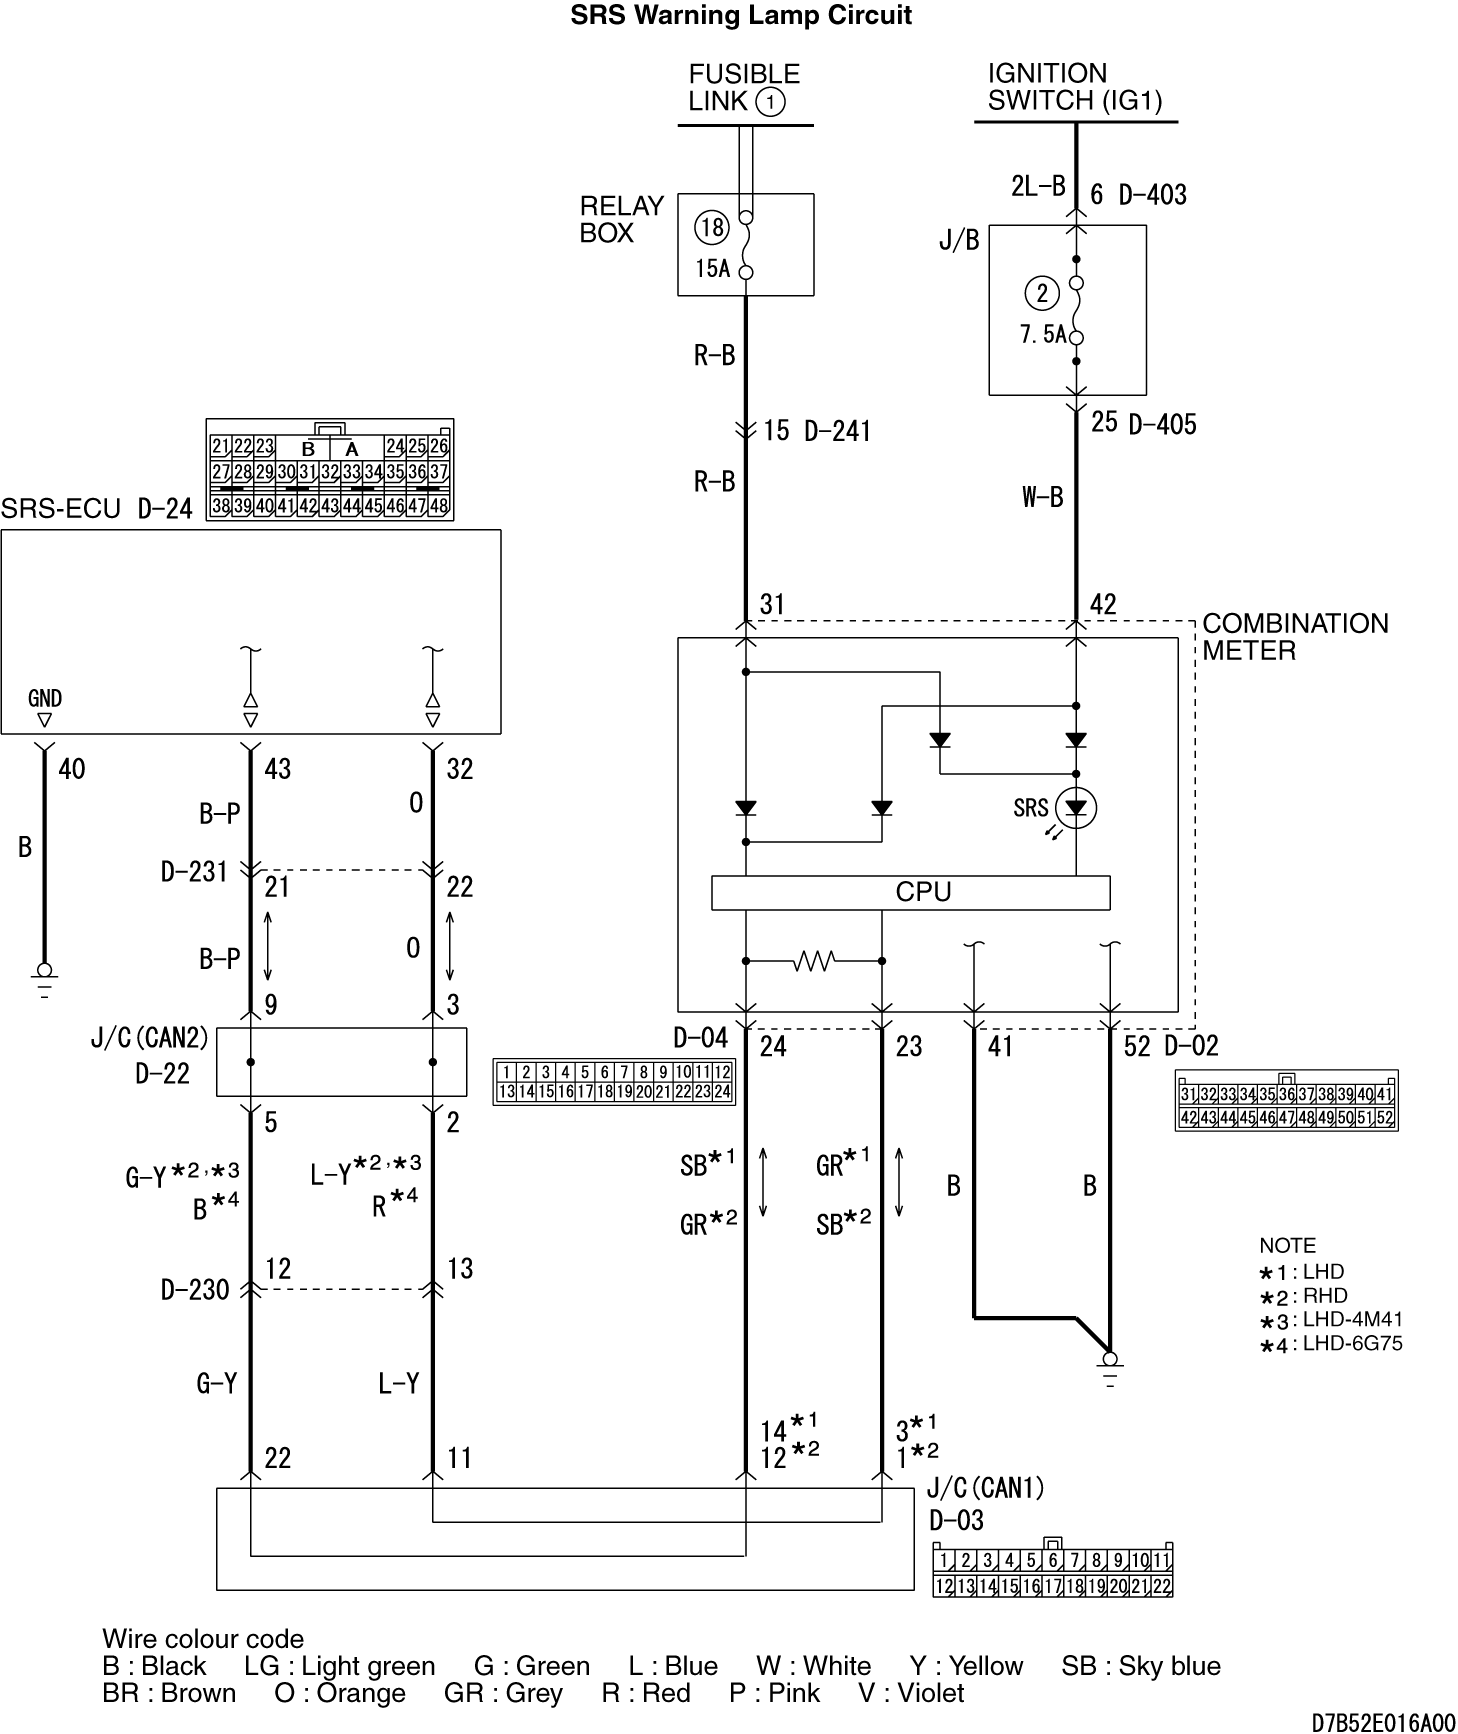 SRS Warning Lamp Circuit
FUSIBLE
LINK 1
IGNITION
SWITCH (IG1)
2L-B
6 D-403
RELAY
BOX
18
15A
J/B
2
7.5A
R-B
15 D-241
25 D-405
R-B
W-B
21 22 23 B A 24 25 26
27 28 29 30 31 32 33 34 35 36 37
38 39 40 41 42 43 44 45 46 47 48
SRS-ECU D-24
31
42
COMBINATION
METER
GND
40
43
32
B-P
O
B
SRS
D-231
21
22
CPU
B-P
O
9
3
J/C(CAN2)
D-22
D-04
24
23
41
52 D-02
1 2 3 4 5 6 7 8 9 10 11 12
13 14 15 16 17 18 19 20 21 22 23 24
31 32 33 34 35 36 37 38 39 40 41
42 43 44 45 46 47 48 49 50 51 52
5
2
G-Y*2,*3
B*4
L-Y*2,*3
R*4
SB*1
GR*2
GR*1
SB*2
B
B
12
13
D-230
NOTE
*1 : LHD
*2 : RHD
*3 : LHD-4M41
*4 : LHD-6G75
G-Y
L-Y
22
11
14*1
12*2
3*1
1*2
J/C(CAN1)
D-03
1 2 3 4 5 6 7 8 9 10 11
12 13 14 15 16 17 18 19 20 21 22
Wire colour code
B : Black LG : Light green G : Green L : Blue W : White Y : Yellow SB : Sky blue
BR : Brown O : Orange GR : Grey R : Red P : Pink V : Violet
D7B52E016A00